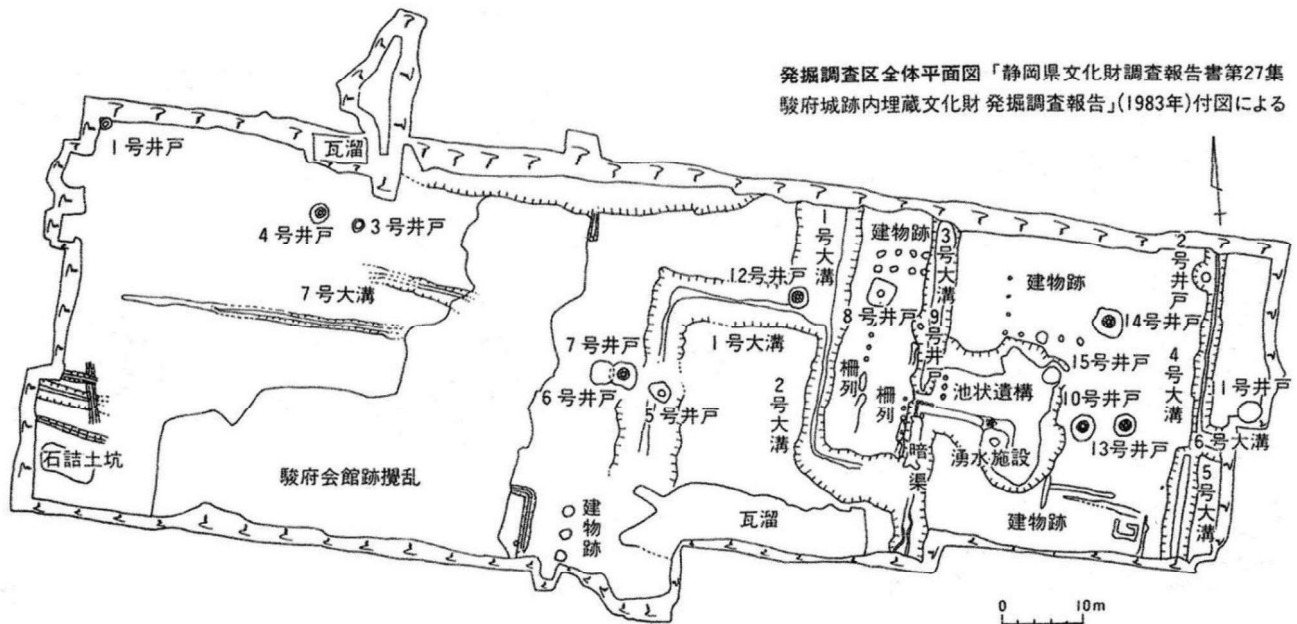 発掘調査区全体平面図「静岡県文化財調査報告書第27集
駿府城跡内埋蔵文化財 発掘調査報告」(1983年)付図による
1号井戸
瓦溜
4号井戸
3号井戸
7号大溝
石詰土坑
駿府会館跡攪乱
7号井戸
6号井戸
5号井戸
建物跡
12号井戸
1号大溝
1号大溝
2号大溝
瓦溜
建物跡
8号井戸
柵列
柵列
3号大溝
9号井戸
暗渠
建物跡
池状遺構
湧水施設
建物跡
14号井戸
15号井戸
10号井戸
13号井戸
2号井戸
4号大溝
1号井戸
6号大溝
5号大溝
0 10m